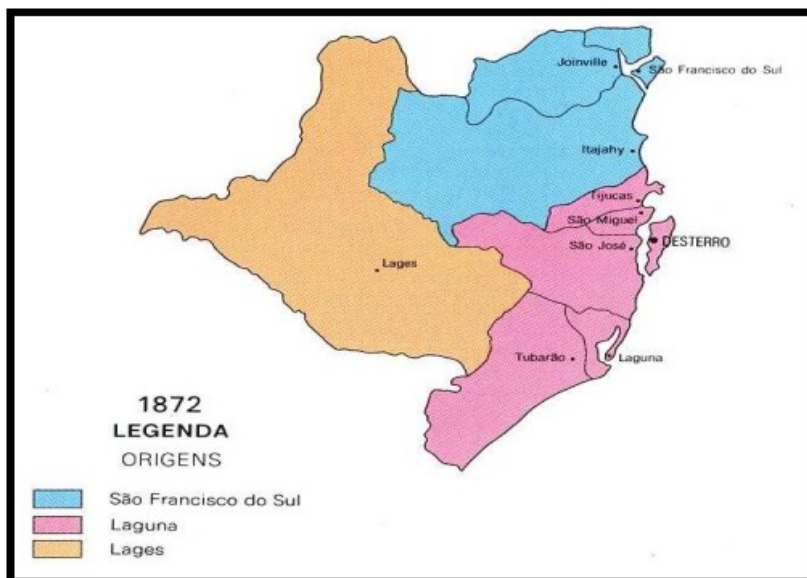 Joinville
São Francisco do Sul
Itajahy
Tijucas
São Miguel
São José
DESTERRO
Lages
Tubarão
Laguna
1872
LEGENDA
ORIGENS
São Francisco do Sul
Laguna
Lages